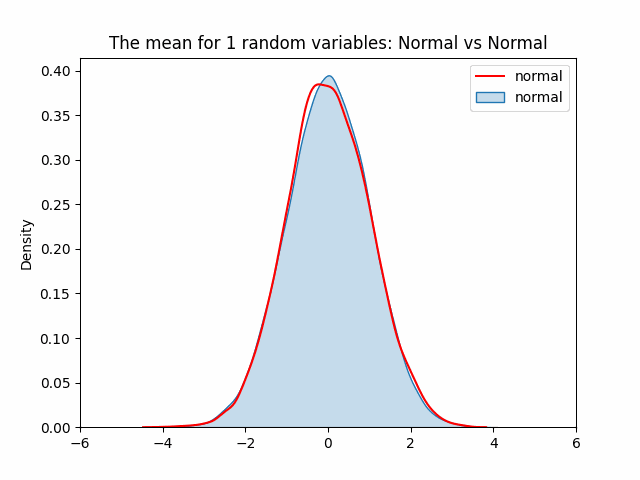 The mean for 1 random variables: Normal vs Normal
normal
normal
Density
0.40
0.35
0.30
0.25
0.20
0.15
0.10
0.05
0.00
−6 −4 −2 0 2 4 6